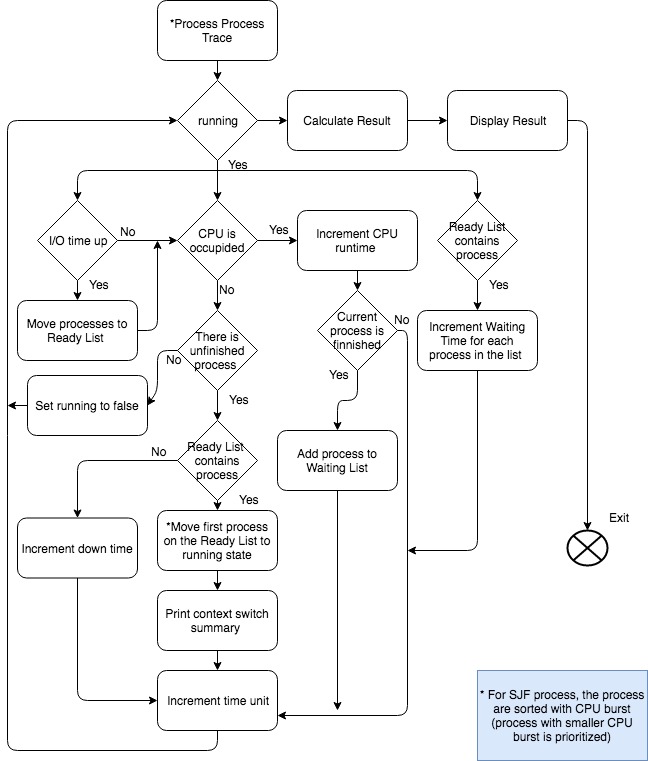 *Process Process
Trace
running
Calculate Result
Display Result
Yes
I/O time up
No
CPU is
occupided
Yes
Increment CPU
runtime
Ready List
contains
process
Yes
No
Yes
Move processes to
Ready List
There is
unfinished
process
Current
process is
finnished
No
Increment Waiting
Time for each
process in the list
No
Yes
Set running to false
Yes
Ready List
contains
process
No
Add process to
Waiting List
Yes
*Move first process
on the Ready List to
running state
Exit
Increment down time
Print context switch
summary
Increment time unit
* For SJF process, the process
are sorted with CPU burst
(process with smaller CPU
burst is prioritized)